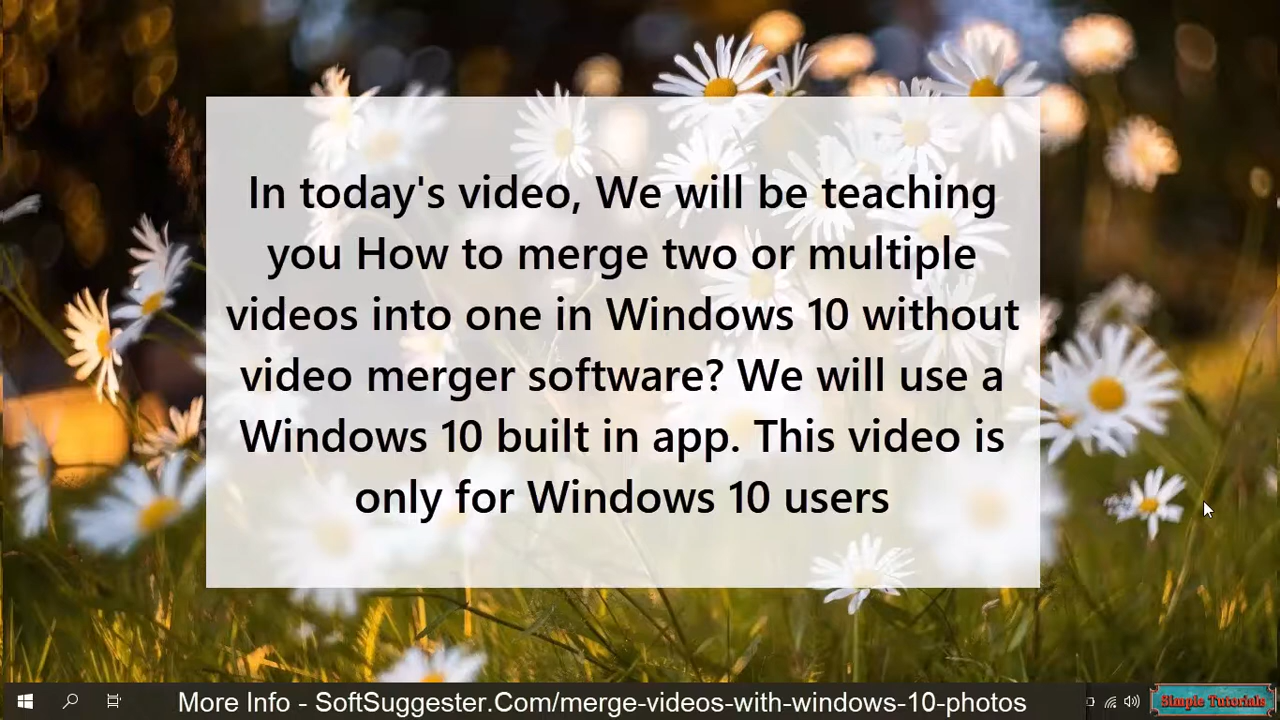 In today's video, We will be teaching
you How to merge two or multiple
videos into one in Windows 10 without
video merger software? We will use a
Windows 10 built in app. This video is
only for Windows 10 users
More Info - SoftSuggester.Com/merge-videos-with-windows-10-photos
Simple Tutorials